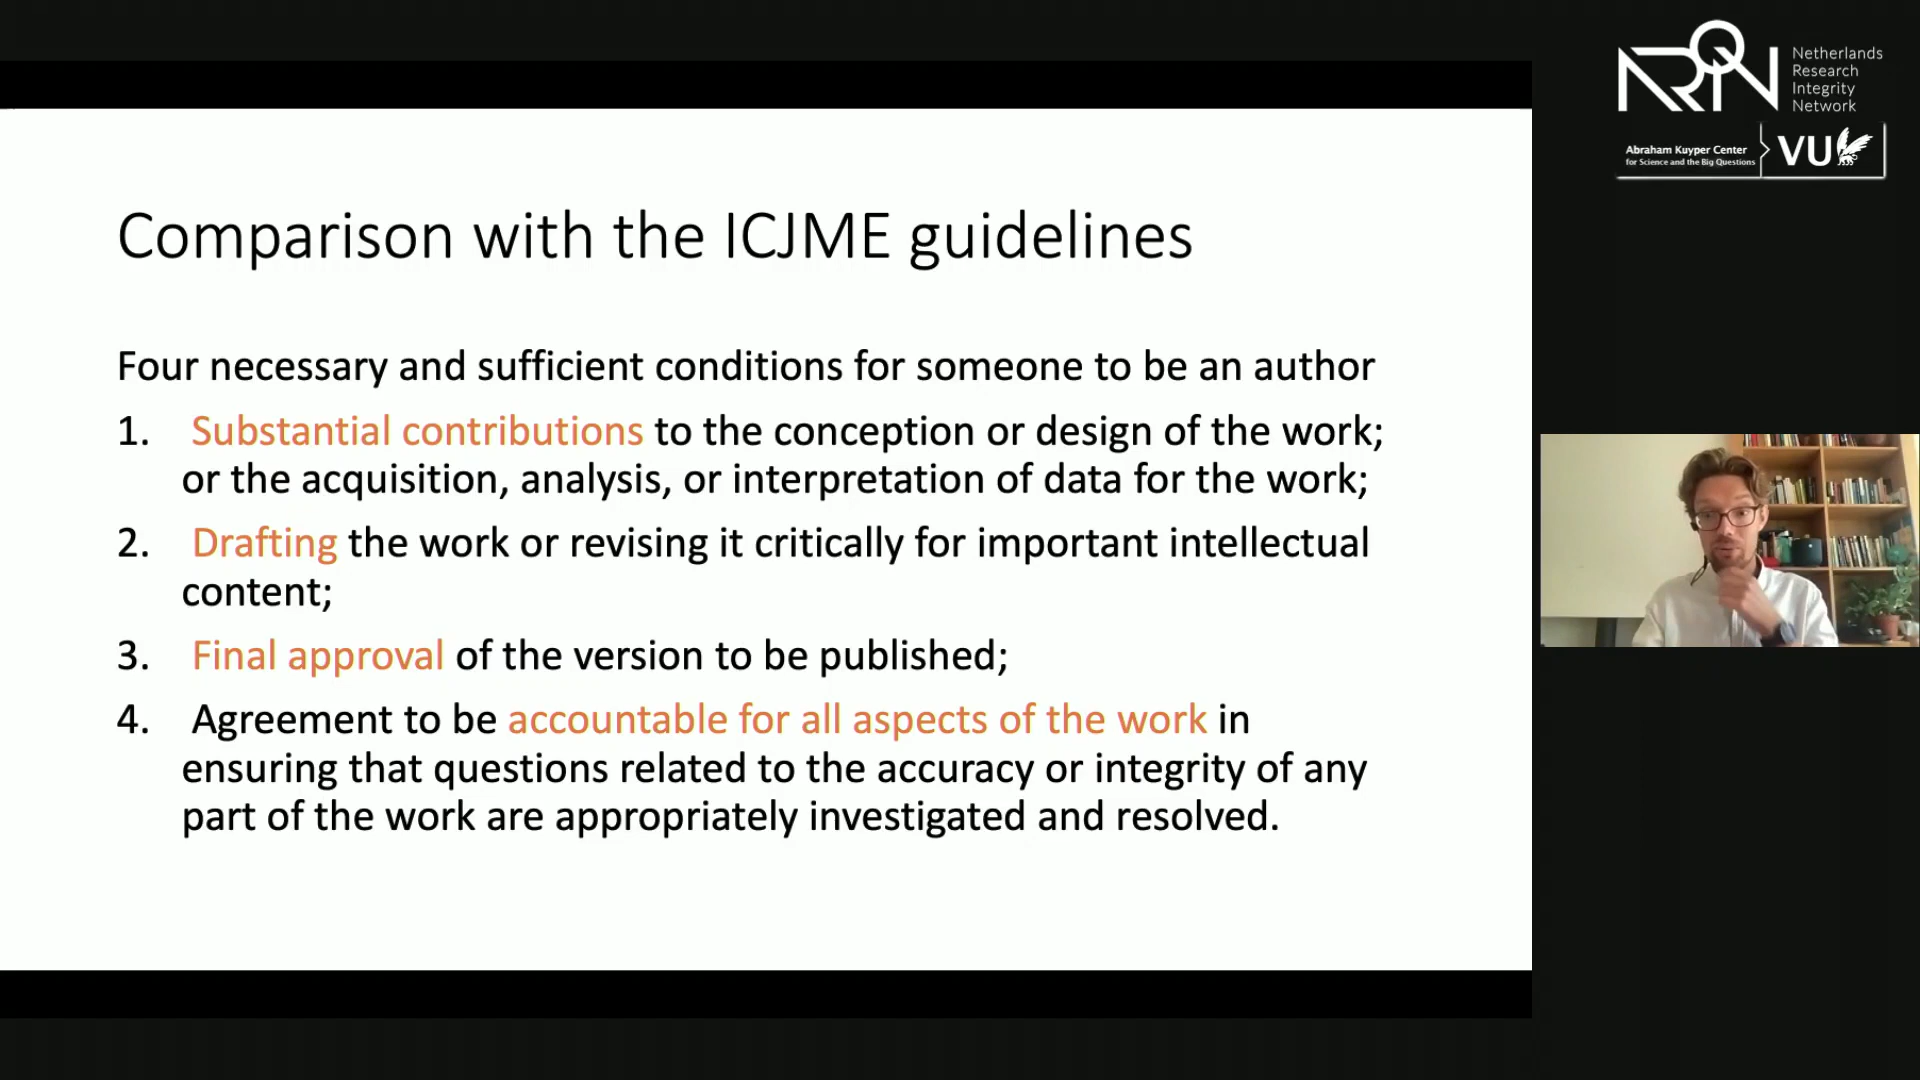 Comparison with the ICJME guidelines
Four necessary and sufficient conditions for someone to be an author
1. Substantial contributions to the conception or design of the work;
or the acquisition, analysis, or interpretation of data for the work;
2. Drafting the work or revising it critically for important intellectual
content;
3. Final approval of the version to be published;
4. Agreement to be accountable for all aspects of the work in
ensuring that questions related to the accuracy or integrity of any
part of the work are appropriately investigated and resolved.
NRIN
Netherlands
Research
Integrity
Network
Abraham Kuyper Center
for Science and the Big Questions
VU